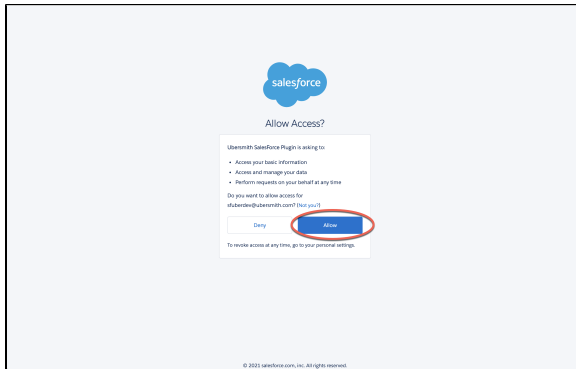 salesforce
Allow Access?
Ubersmith SalesForce Plugin is asking to:
• Access your basic information
• Access and manage your data
• Perform requests on your behalf at any time
Do you want to allow access for
sfuberdev@ubersmith.com? (Not you?)
Deny
Allow
To revoke access at any time, go to your personal settings.
© 2021 salesforce.com, inc. All rights reserved.